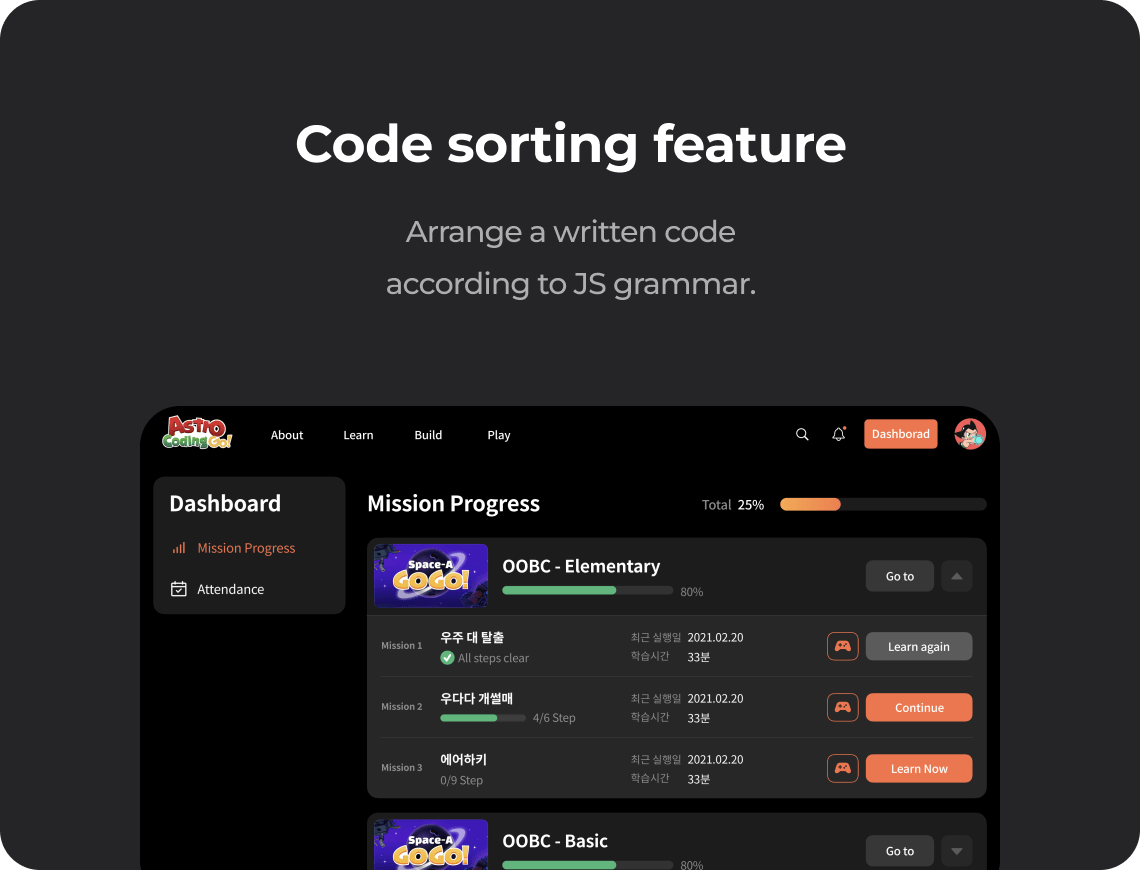 Code sorting feature
Arrange a written code
according to JS grammar.
ASTRO
Coding Go!
About
Learn
Build
Play
Dashborad
Dashboard
Mission Progress
Attendance
Mission Progress
Total 25%
Space-A
GOGO!
OOBC - Elementary
80%
Go to
Mission 1
우주 대 탈출
All steps clear
최근 실행일 2021.02.20
학습시간 33분
Learn again
Mission 2
우다다 개썰매
4/6 Step
최근 실행일 2021.02.20
학습시간 33분
Continue
Mission 3
에어하키
0/9 Step
최근 실행일 2021.02.20
학습시간 33분
Learn Now
Space-A
GOGO!
OOBC - Basic
80%
Go to